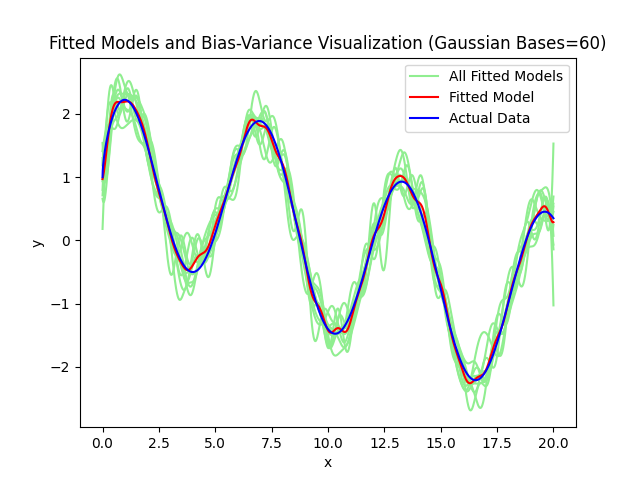 Fitted Models and Bias-Variance Visualization (Gaussian Bases=60)
All Fitted Models
Fitted Model
Actual Data
y
2
1
0
−1
−2
0.0 2.5 5.0 7.5 10.0 12.5 15.0 17.5 20.0
x